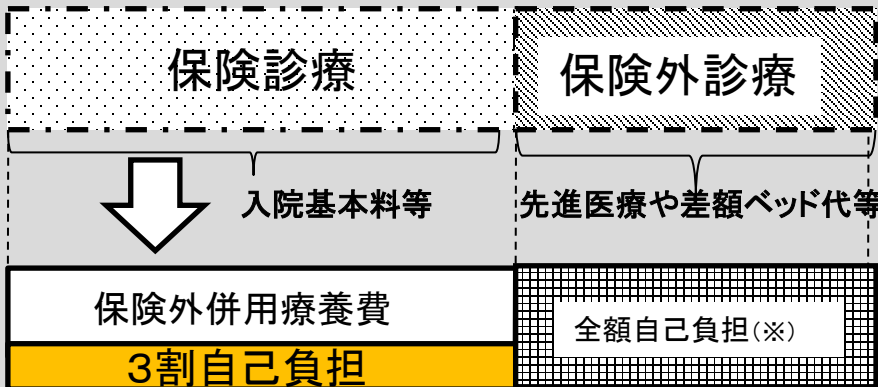 保険診療
保険外診療
入院基本料等
先進医療や差額ベッド代等
保険外併用療養費
全額自己負担(※)
3割自己負担